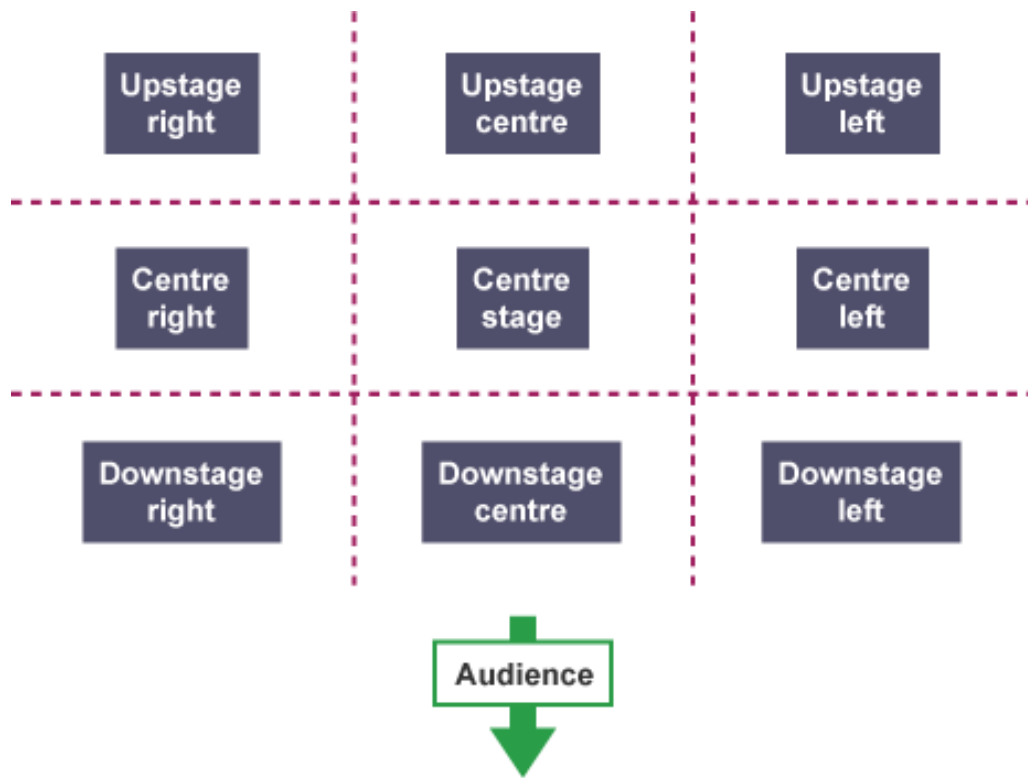 Upstage
right
Upstage
centre
Upstage
left
Centre
right
Centre
stage
Centre
left
Downstage
right
Downstage
centre
Downstage
left
Audience